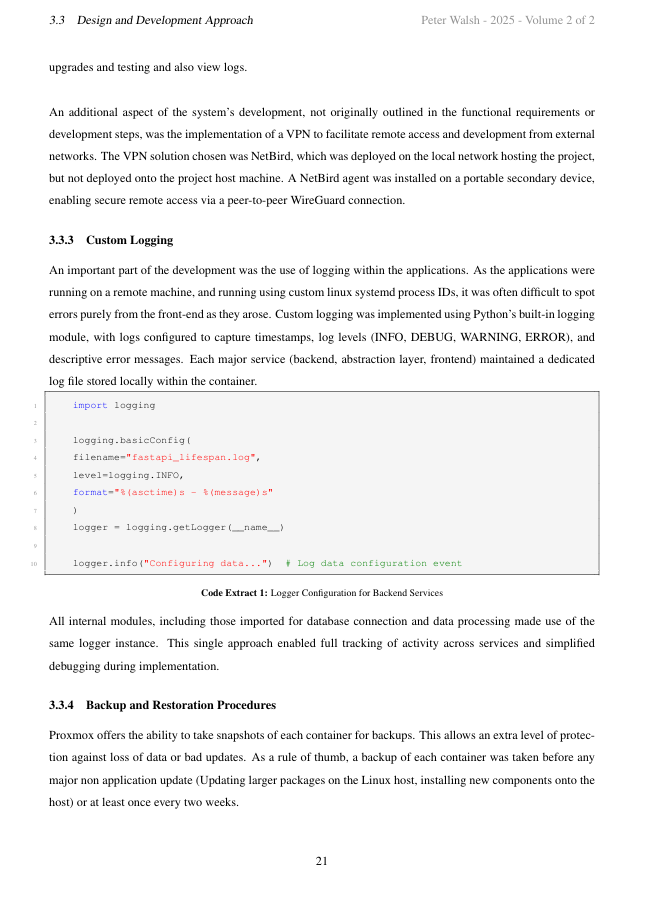 3.3 Design and Development Approach Peter Walsh - 2025 - Volume 2 of 2
upgrades and testing and also view logs.
An additional aspect of the system's development, not originally outlined in the functional requirements or
development steps, was the implementation of a VPN to facilitate remote access and development from external
networks. The VPN solution chosen was NetBird, which was deployed on the local network hosting the project,
but not deployed onto the project host machine. A NetBird agent was installed on a portable secondary device,
enabling secure remote access via a peer-to-peer WireGuard connection.
3.3.3 Custom Logging
An important part of the development was the use of logging within the applications. As the applications were
running on a remote machine, and running using custom linux systemd process IDs, it was often difficult to spot
errors purely from the front-end as they arose. Custom logging was implemented using Python's built-in logging
module, with logs configured to capture timestamps, log levels (INFO, DEBUG, WARNING, ERROR), and
descriptive error messages. Each major service (backend, abstraction layer, frontend) maintained a dedicated
log file stored locally within the container.
1 import logging
2
3 logging.basicConfig(
4 filename="fastapi_lifespan.log",
5 level=logging.INFO,
6 format="%(asctime)s - %(message)s"
7 )
8 logger = logging.getLogger(__name__)
9
10 logger.info("Configuring data...") # Log data configuration event
Code Extract 1: Logger Configuration for Backend Services
All internal modules, including those imported for database connection and data processing made use of the
same logger instance. This single approach enabled full tracking of activity across services and simplified
debugging during implementation.
3.3.4 Backup and Restoration Procedures
Proxmox offers the ability to take snapshots of each container for backups. This allows an extra level of protec-
tion against loss of data or bad updates. As a rule of thumb, a backup of each container was taken before any
major non application update (Updating larger packages on the Linux host, installing new components onto the
host) or at least once every two weeks.
21